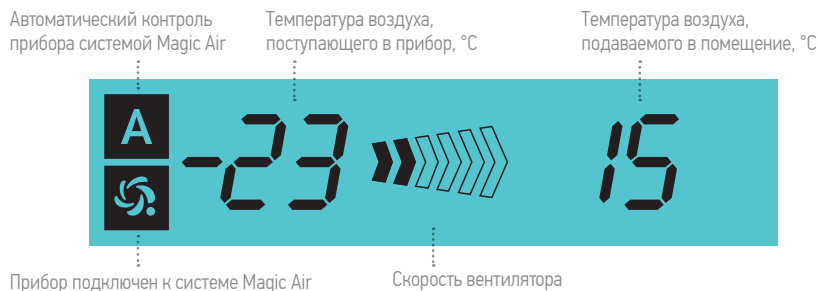 Автоматический контроль
прибора системой Magic Air
Температура воздуха,
поступающего в прибор, °C
Температура воздуха,
подаваемого в помещение, °C
A
-23
15
Прибор подключен к системе Magic Air
Скорость вентилятора